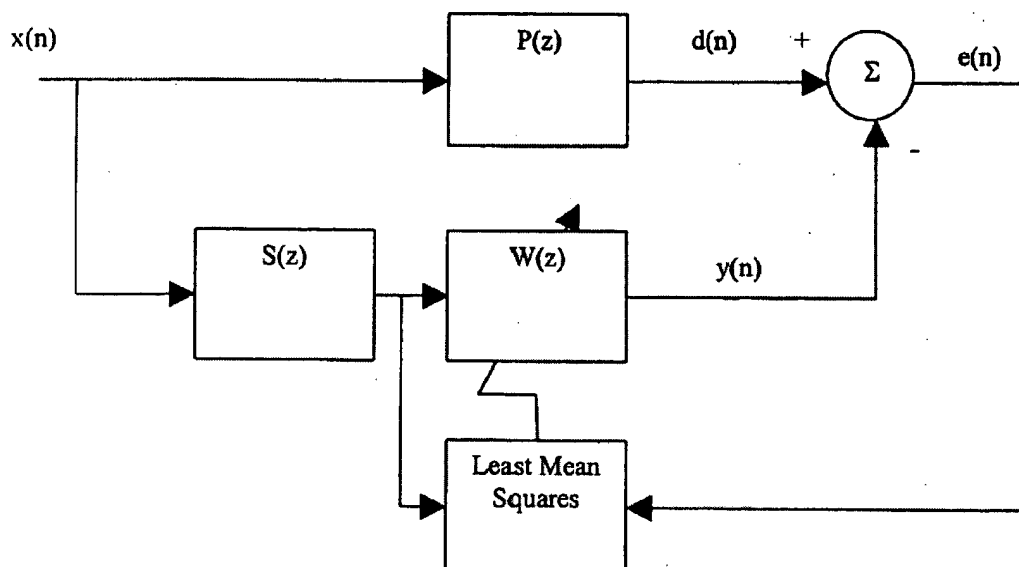 x(n)
P(z)
d(n)
+
Σ
e(n)
-
S(z)
W(z)
y(n)
Least Mean
Squares